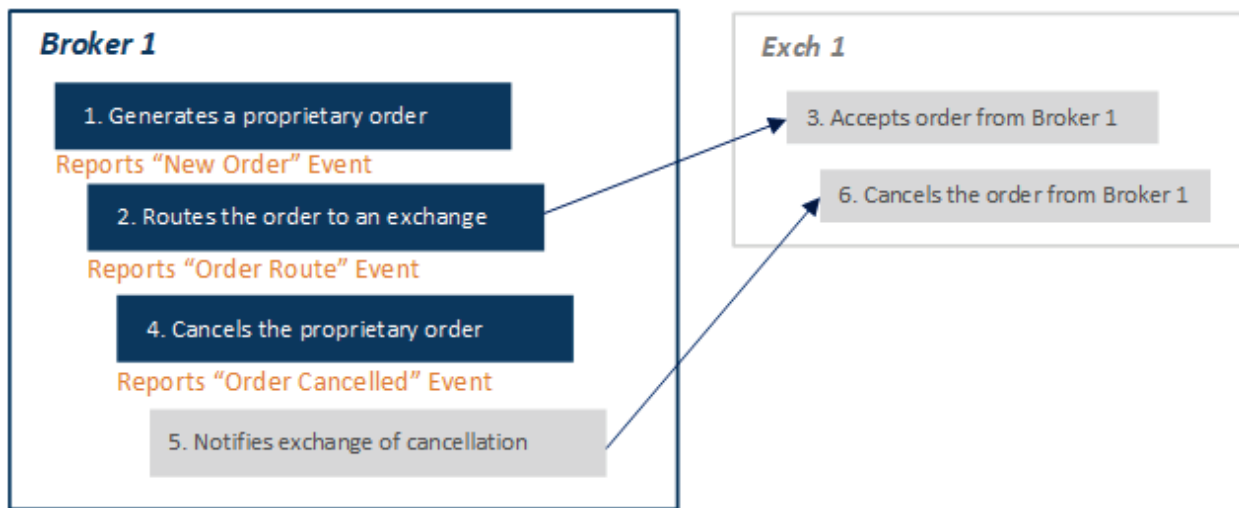 Broker 1
1. Generates a proprietary order
Reports “New Order” Event
2. Routes the order to an exchange
Reports “Order Route” Event
4. Cancels the proprietary order
Reports “Order Cancelled” Event
5. Notifies exchange of cancellation
Exch 1
3. Accepts order from Broker 1
6. Cancels the order from Broker 1